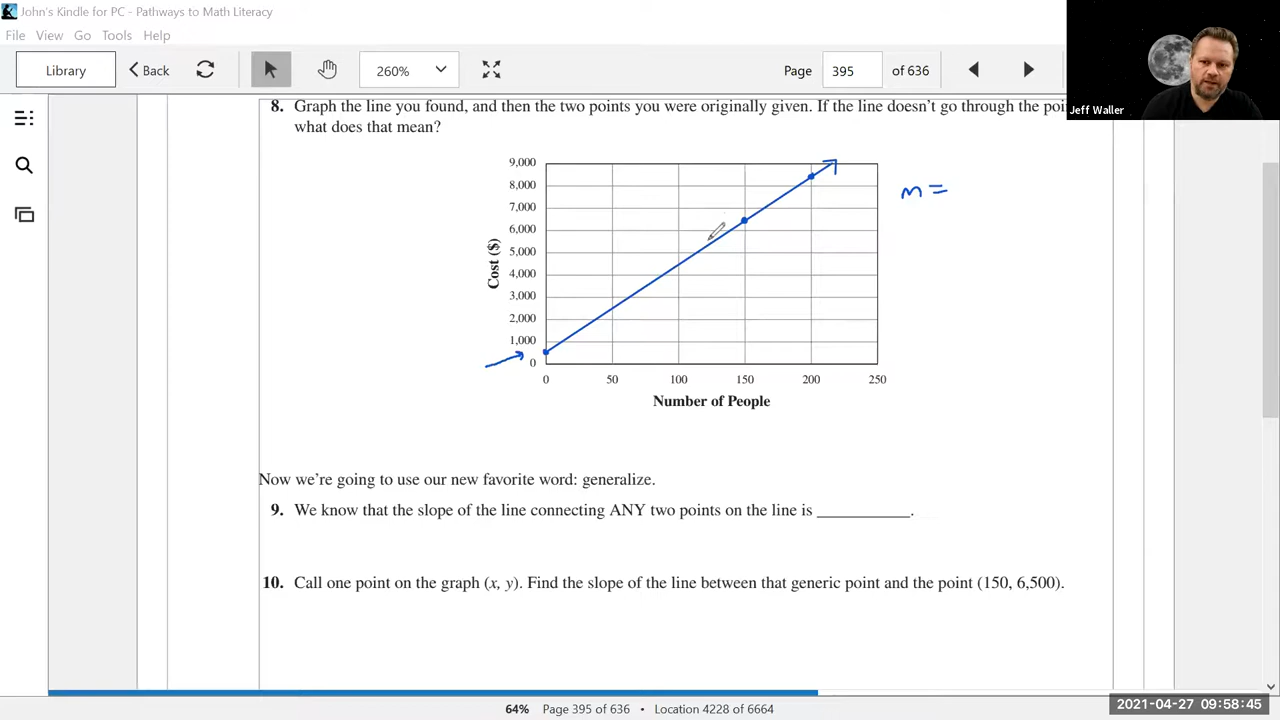 John's Kindle for PC - Pathways to Math Literacy
File View Go Tools Help
Library Back 260% Page 395 of 636
Jeff Waller
8. Graph the line you found, and then the two points you were originally given. If the line doesn't go through the
what does that mean?
9,000
8,000
7,000
6,000
5,000
4,000
3,000
2,000
1,000
0
Cost ($)
m =
0 50 100 150 200 250
Number of People
Now we're going to use our new favorite word: generalize.
9. We know that the slope of the line connecting ANY two points on the line is ___________.
10. Call one point on the graph (x, y). Find the slope of the line between that generic point and the point (150, 6,500).
64% Page 395 of 636 • Location 4228 of 6664
2021-04-27 09:58:45